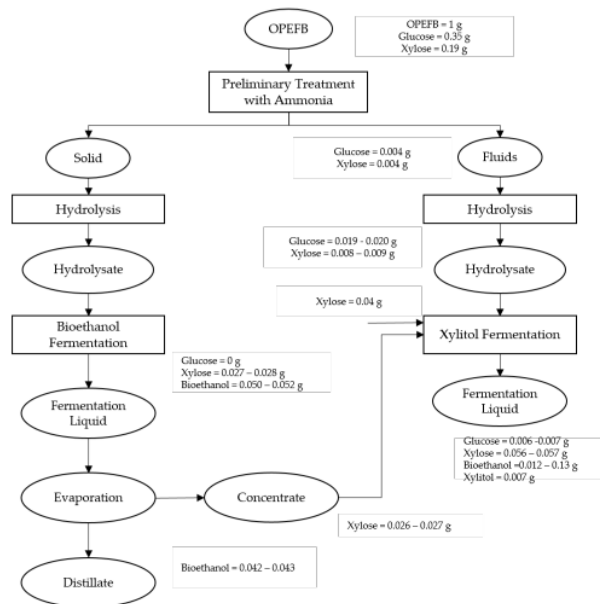 OPEFB
OPEFB = 1 g
Glucose = 0.35 g
Xylose = 0.19 g
Preliminary Treatment
with Ammonia
Solid
Glucose = 0.004 g
Xylose = 0.004 g
Fluids
Hydrolysis
Hydrolysis
Glucose = 0.019 - 0.020 g
Xylose = 0.008 – 0.009 g
Hydrolysate
Hydrolysate
Xylose = 0.04 g
Bioethanol
Fermentation
Xylitol Fermentation
Glucose = 0 g
Xylose = 0.027 – 0.028 g
Bioethanol = 0.050 – 0.052 g
Fermentation
Liquid
Fermentation
Liquid
Glucose = 0.006 -0.007 g
Xylose = 0.056 – 0.057 g
Bioethanol =0.012 – 0.13 g
Xylitol = 0.007 g
Evaporation
Concentrate
Xylose = 0.026 – 0.027 g
Bioethanol = 0.042 – 0.043
Distillate